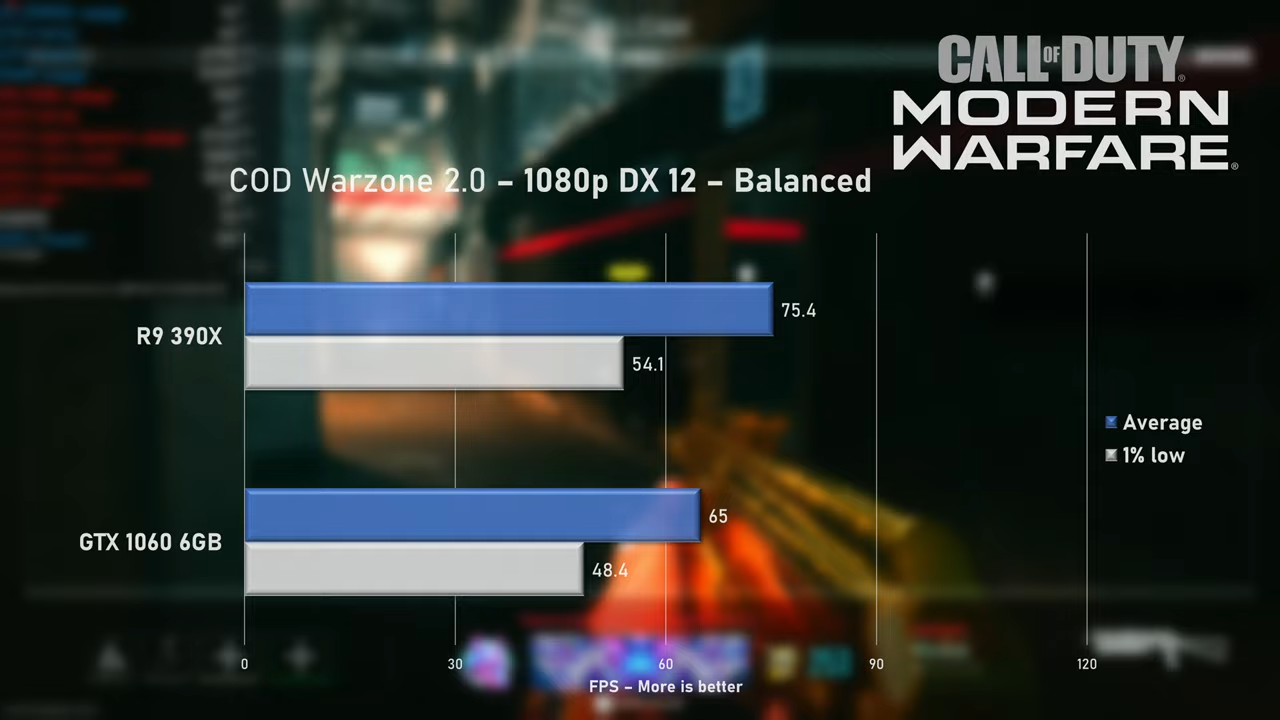 CALL OF DUTY®
MODERN
WARFARE®
COD Warzone 2.0 – 1080p DX 12 – Balanced
R9 390X
75.4
54.1
Average
1% low
GTX 1060 6GB
65
48.4
0 30 60 90 120
FPS – More is better